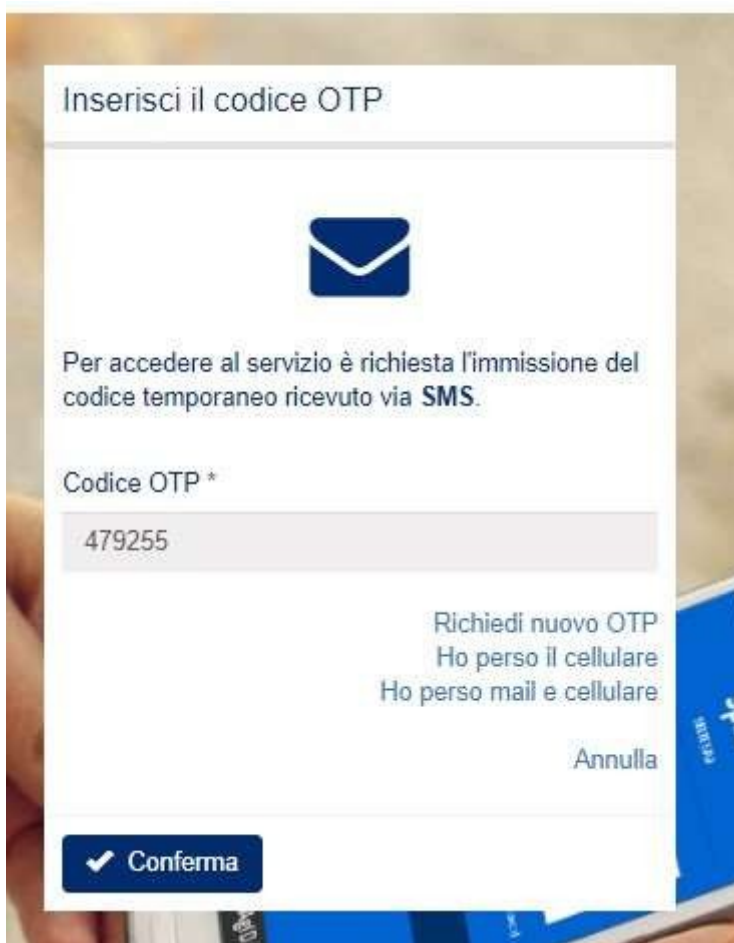 Inserisci il codice OTP
Per accedere al servizio è richiesta l'immissione del
codice temporaneo ricevuto via SMS.
Codice OTP *
479255
Richiedi nuovo OTP
Ho perso il cellulare
Ho perso mail e cellulare
Annulla
Conferma